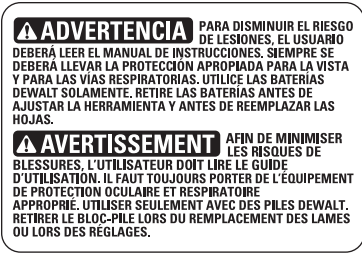 ADVERTENCIA PARA DISMINUIR EL RIESGO
DE LESIONES, EL USUARIO
DEBERÁ LEER EL MANUAL DE INSTRUCCIONES. SIEMPRE SE
DEBERÁ LLEVAR LA PROTECCIÓN APROPIADA PARA LA VISTA
Y PARA LAS VÍAS RESPIRATORIAS. UTILICE LAS BATERÍAS
DEWALT SOLAMENTE. RETIRE LAS BATERÍAS ANTES DE
AJUSTAR LA HERRAMIENTA Y ANTES DE REEMPLAZAR LAS
HOJAS.
AVERTISSEMENT AFIN DE MINIMISER
LES RISQUES DE
BLESSURES, L'UTILISATEUR DOIT LIRE LE GUIDE
D'UTILISATION. IL FAUT TOUJOURS PORTER DE L'ÉQUIPEMENT
DE PROTECTION OCULAIRE ET RESPIRATOIRE
APPROPRIÉ. UTILISER SEULEMENT AVEC DES PILES DEWALT.
RETIRER LE BLOC-PILE LORS DU REMPLACEMENT DES LAMES
OU LORS DES RÉGLAGES.